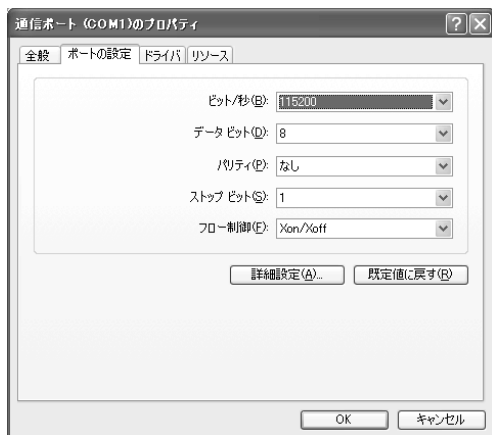 通信ポート (COM1)のプロパティ
全般 ポートの設定 ドライバ リソース
ビット/秒(B): 115200
データ ビット(D): 8
パリティ(P): なし
ストップ ビット(S): 1
フロー制御(F): Xon/Xoff
詳細設定(A)... 既定値に戻す(R)
OK キャンセル